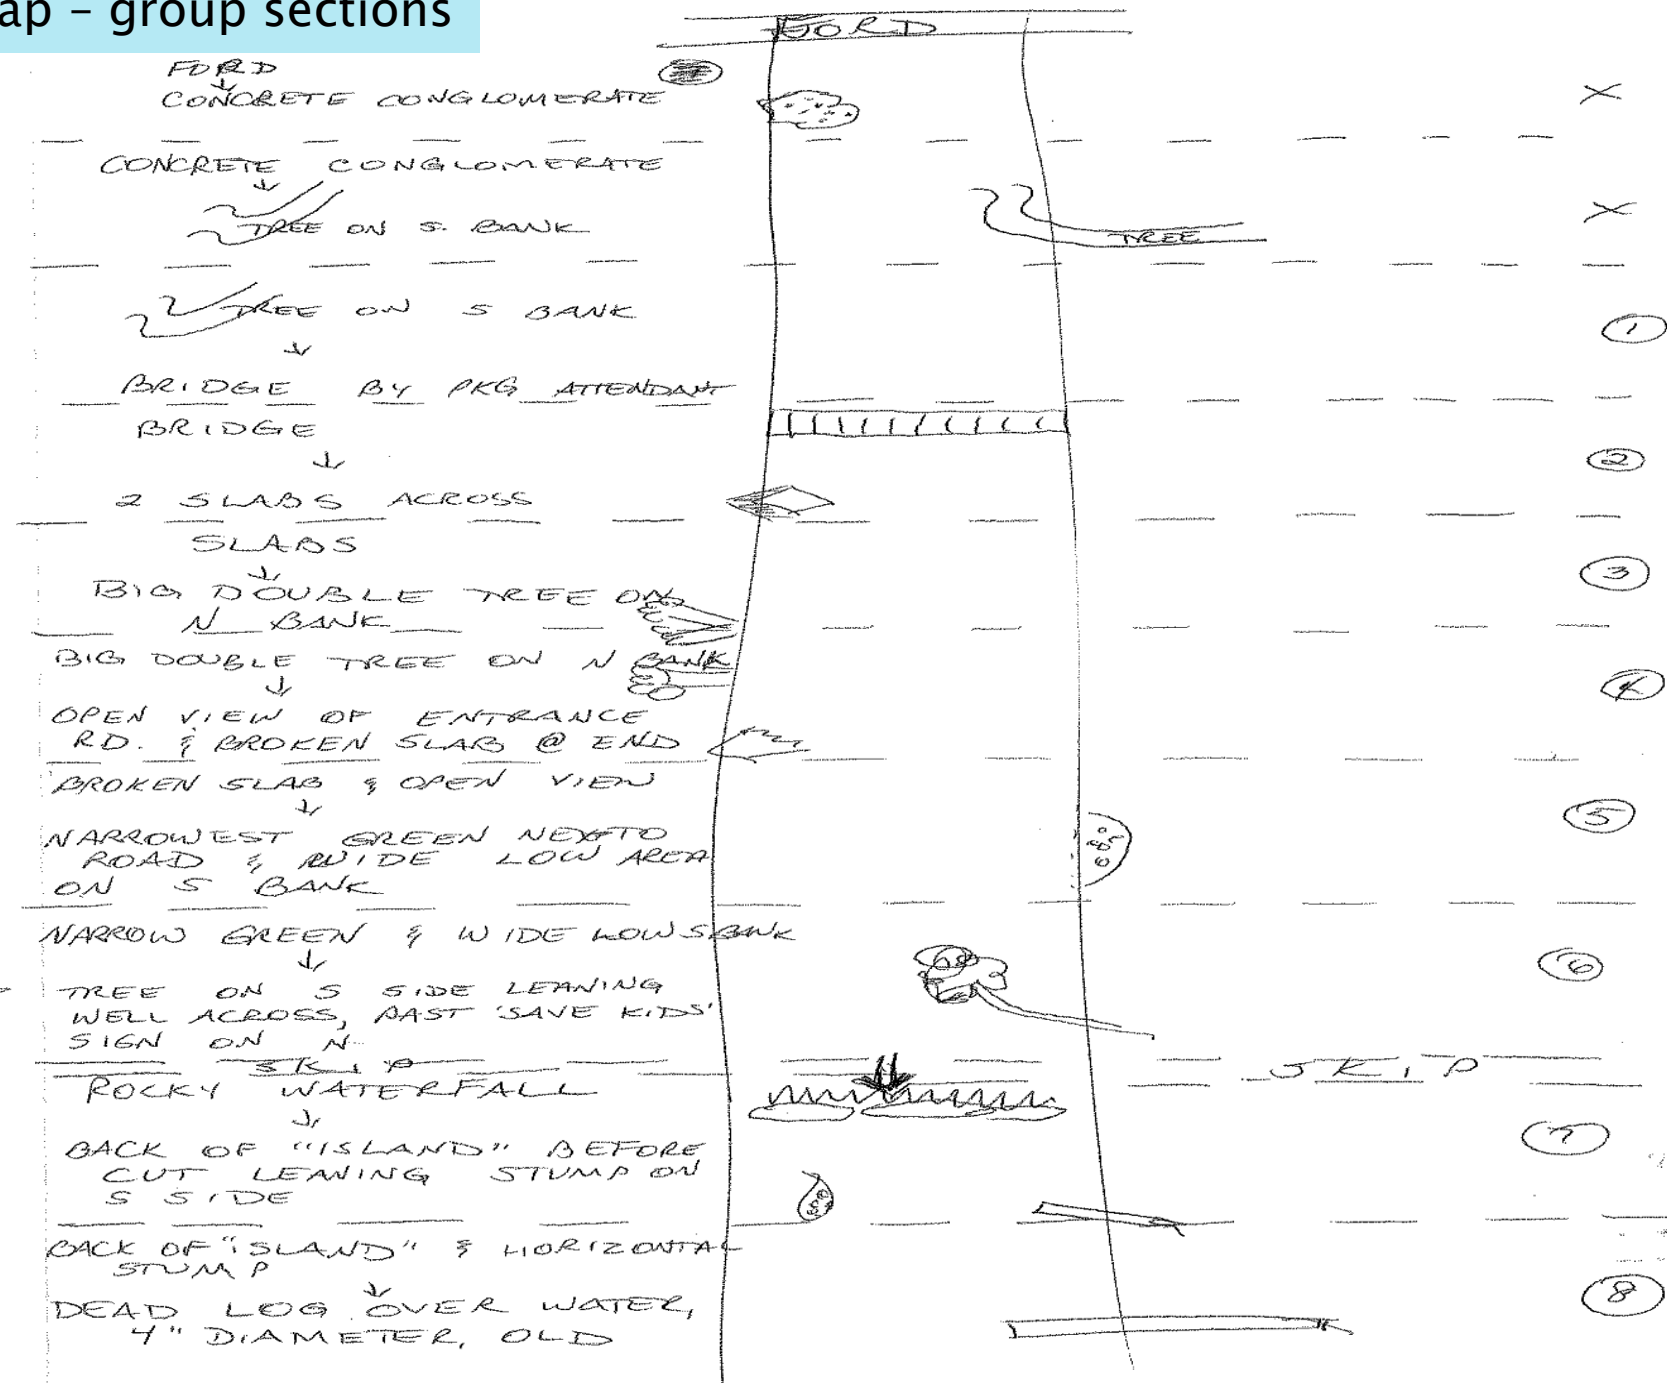 ap – group sections
FORD
FORD
CONCRETE CONGLOMERATE
X
CONCRETE CONGLOMERATE
TREE ON S. BANK
TREE
X
TREE ON S BANK
1
BRIDGE BY PKG ATTENDANT
BRIDGE
2
2 SLABS ACROSS
SLABS
3
BIG DOUBLE TREE ON
N BANK
BIG DOUBLE TREE ON N BANK
4
OPEN VIEW OF ENTRANCE
RD. & BROKEN SLAB @ END
BROKEN SLAB & OPEN VIEW
5
NARROWEST GREEN NEXT TO
ROAD & WIDE LOW AREA
ON S BANK
NARROW GREEN & WIDE LOW S BANK
6
TREE ON S SIDE LEANING
WELL ACROSS, PAST 'SAVE KIDS'
SIGN ON N
SKIP
SKIP
ROCKY WATERFALL
7
BACK OF "ISLAND" BEFORE
CUT LEANING STUMP ON
S SIDE
BACK OF "ISLAND" & HORIZONTAL
STUMP
8
DEAD LOG OVER WATER,
4" DIAMETER, OLD